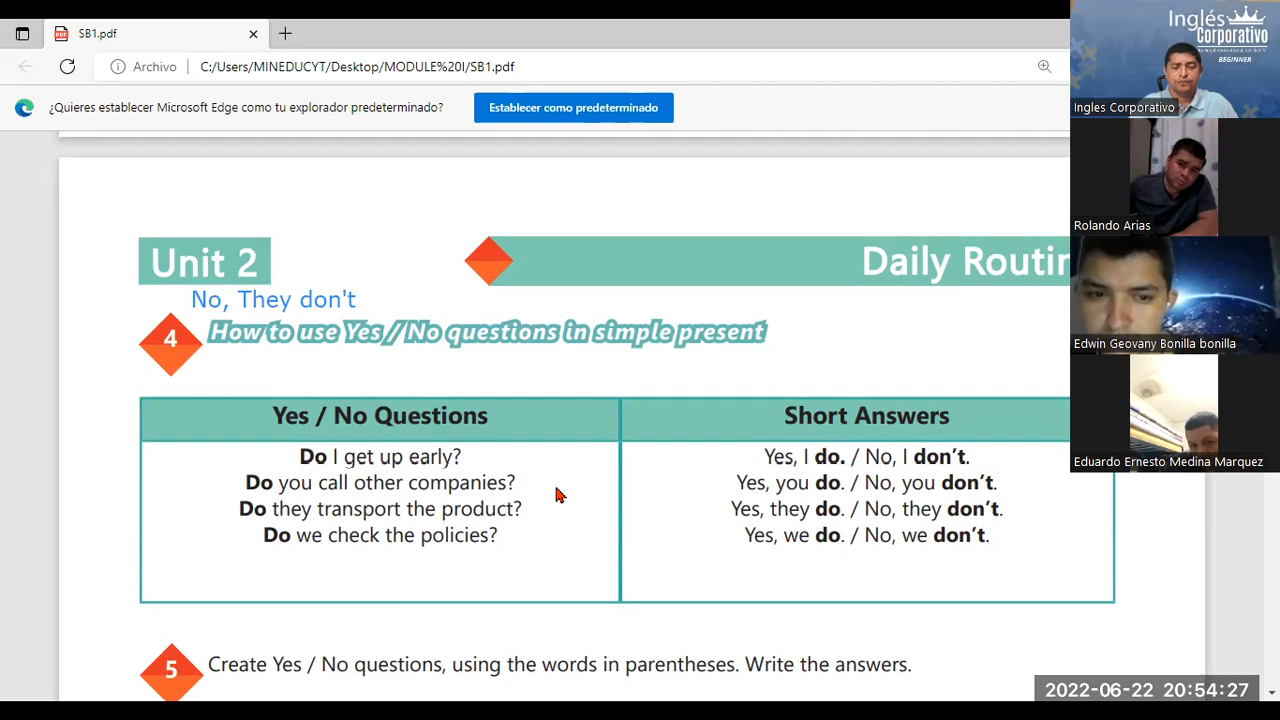 SB1.pdf
Archivo C:/Users/MINEDUCYT/Desktop/MODULE%20I/SB1.pdf
¿Quieres establecer Microsoft Edge como tu explorador predeterminado? Establecer como predeterminado
Unit 2
Daily Routin
No, They don't
4 How to use Yes / No questions in simple present
Yes / No Questions Short Answers
Do I get up early? Yes, I do. / No, I don't.
Do you call other companies? Yes, you do. / No, you don't.
Do they transport the product? Yes, they do. / No, they don't.
Do we check the policies? Yes, we do. / No, we don't.
5 Create Yes / No questions, using the words in parentheses. Write the answers.
Inglés
Corporativo
BEGINNER
Ingles Corporativo
Rolando Arias
Edwin Geovany Bonilla bonilla
Eduardo Ernesto Medina Marquez
2022-06-22 20:54:27